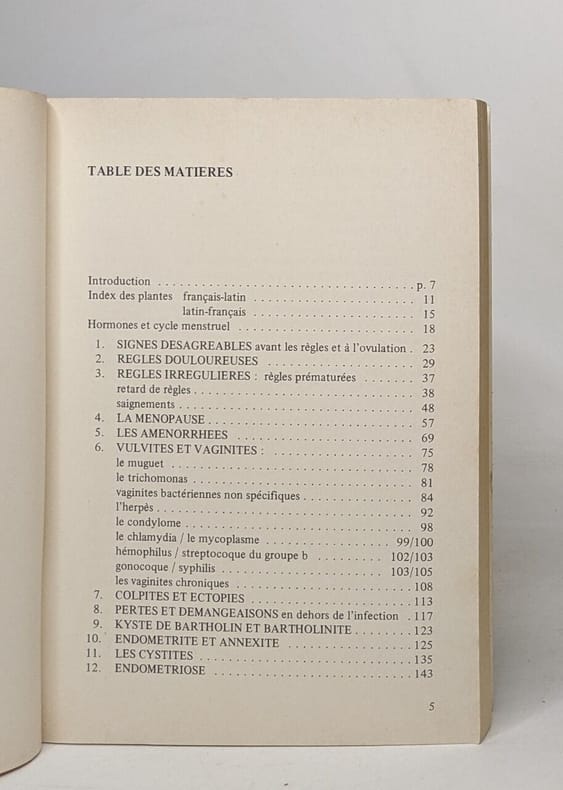 TABLE DES MATIERES
Introduction . . . . . . . . . . . . . . . . . . . . . . . . . . . . . . . . . . . p. 7
Index des plantes français-latin . . . . . . . . . . . . . . . . . . . . . . 11
latin-français . . . . . . . . . . . . . . . . . . . . . . 15
Hormones et cycle menstruel . . . . . . . . . . . . . . . . . . . . . . . . 18
1. SIGNES DESAGREABLES avant les règles et à l'ovulation . 23
2. REGLES DOULOUREUSES . . . . . . . . . . . . . . . . . . . . 29
3. REGLES IRREGULIERES : règles prématurées . . . . . . . 37
retard de règles . . . . . . . . . . . . . . . . . . . . . . . . . . . . . . 38
saignements . . . . . . . . . . . . . . . . . . . . . . . . . . . . . . . . 48
4. LA MENOPAUSE . . . . . . . . . . . . . . . . . . . . . . . . . . . . 57
5. LES AMENORRHEES . . . . . . . . . . . . . . . . . . . . . . . . 69
6. VULVITES ET VAGINITES : . . . . . . . . . . . . . . . . . . . . 75
le muguet . . . . . . . . . . . . . . . . . . . . . . . . . . . . . . . . . . 78
le trichomonas . . . . . . . . . . . . . . . . . . . . . . . . . . . . . . . 81
vaginites bactériennes non spécifiques . . . . . . . . . . . . . . 84
l'herpès . . . . . . . . . . . . . . . . . . . . . . . . . . . . . . . . . . . . 92
le condylome . . . . . . . . . . . . . . . . . . . . . . . . . . . . . . . . 98
le chlamydia / le mycoplasme . . . . . . . . . . . . . . . . . 99/100
hémophilus / streptocoque du groupe b . . . . . . . . . . 102/103
gonocoque / syphilis . . . . . . . . . . . . . . . . . . . . . . . 103/105
les vaginites chroniques . . . . . . . . . . . . . . . . . . . . . . . . . 108
7. COLPITES ET ECTOPIES . . . . . . . . . . . . . . . . . . . . . . . 113
8. PERTES ET DEMANGEAISONS en dehors de l'infection . 117
9. KYSTE DE BARTHOLIN ET BARTHOLINITE . . . . . . . . 123
10. ENDOMETRITE ET ANNEXITE . . . . . . . . . . . . . . . . . 125
11. LES CYSTITES . . . . . . . . . . . . . . . . . . . . . . . . . . . . . . 135
12. ENDOMETRIOSE . . . . . . . . . . . . . . . . . . . . . . . . . . . . 143
5